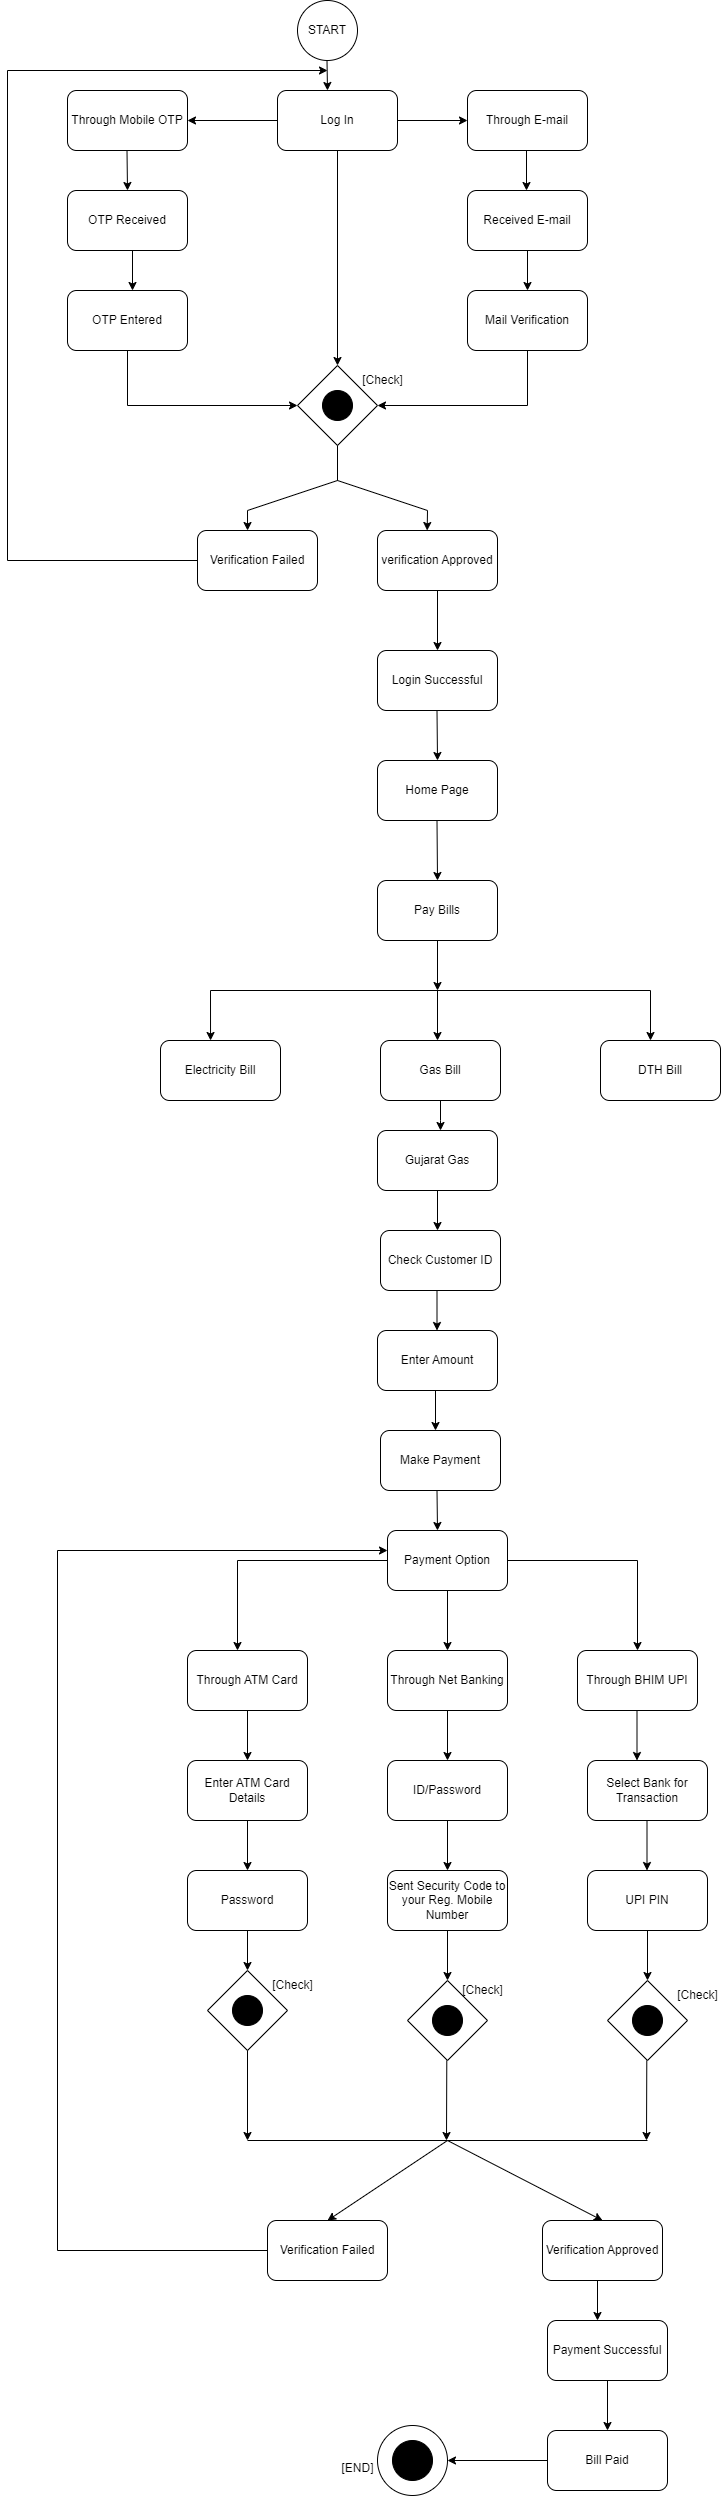 START
Through Mobile OTP
Log In
Through E-mail
OTP Received
Received E-mail
OTP Entered
Mail Verification
[Check]
Verification Failed
verification Approved
Login Successful
Home Page
Pay Bills
Electricity Bill
Gas Bill
DTH Bill
Gujarat Gas
Check Customer ID
Enter Amount
Make Payment
Payment Option
Through ATM Card
Through Net Banking
Through BHIM UPI
Enter ATM Card
Details
ID/Password
Select Bank for
Transaction
Password
Sent Security Code to
your Reg. Mobile
Number
UPI PIN
[Check]
[Check]
[Check]
Verification Failed
Verification Approved
Payment Successful
Bill Paid
[END]